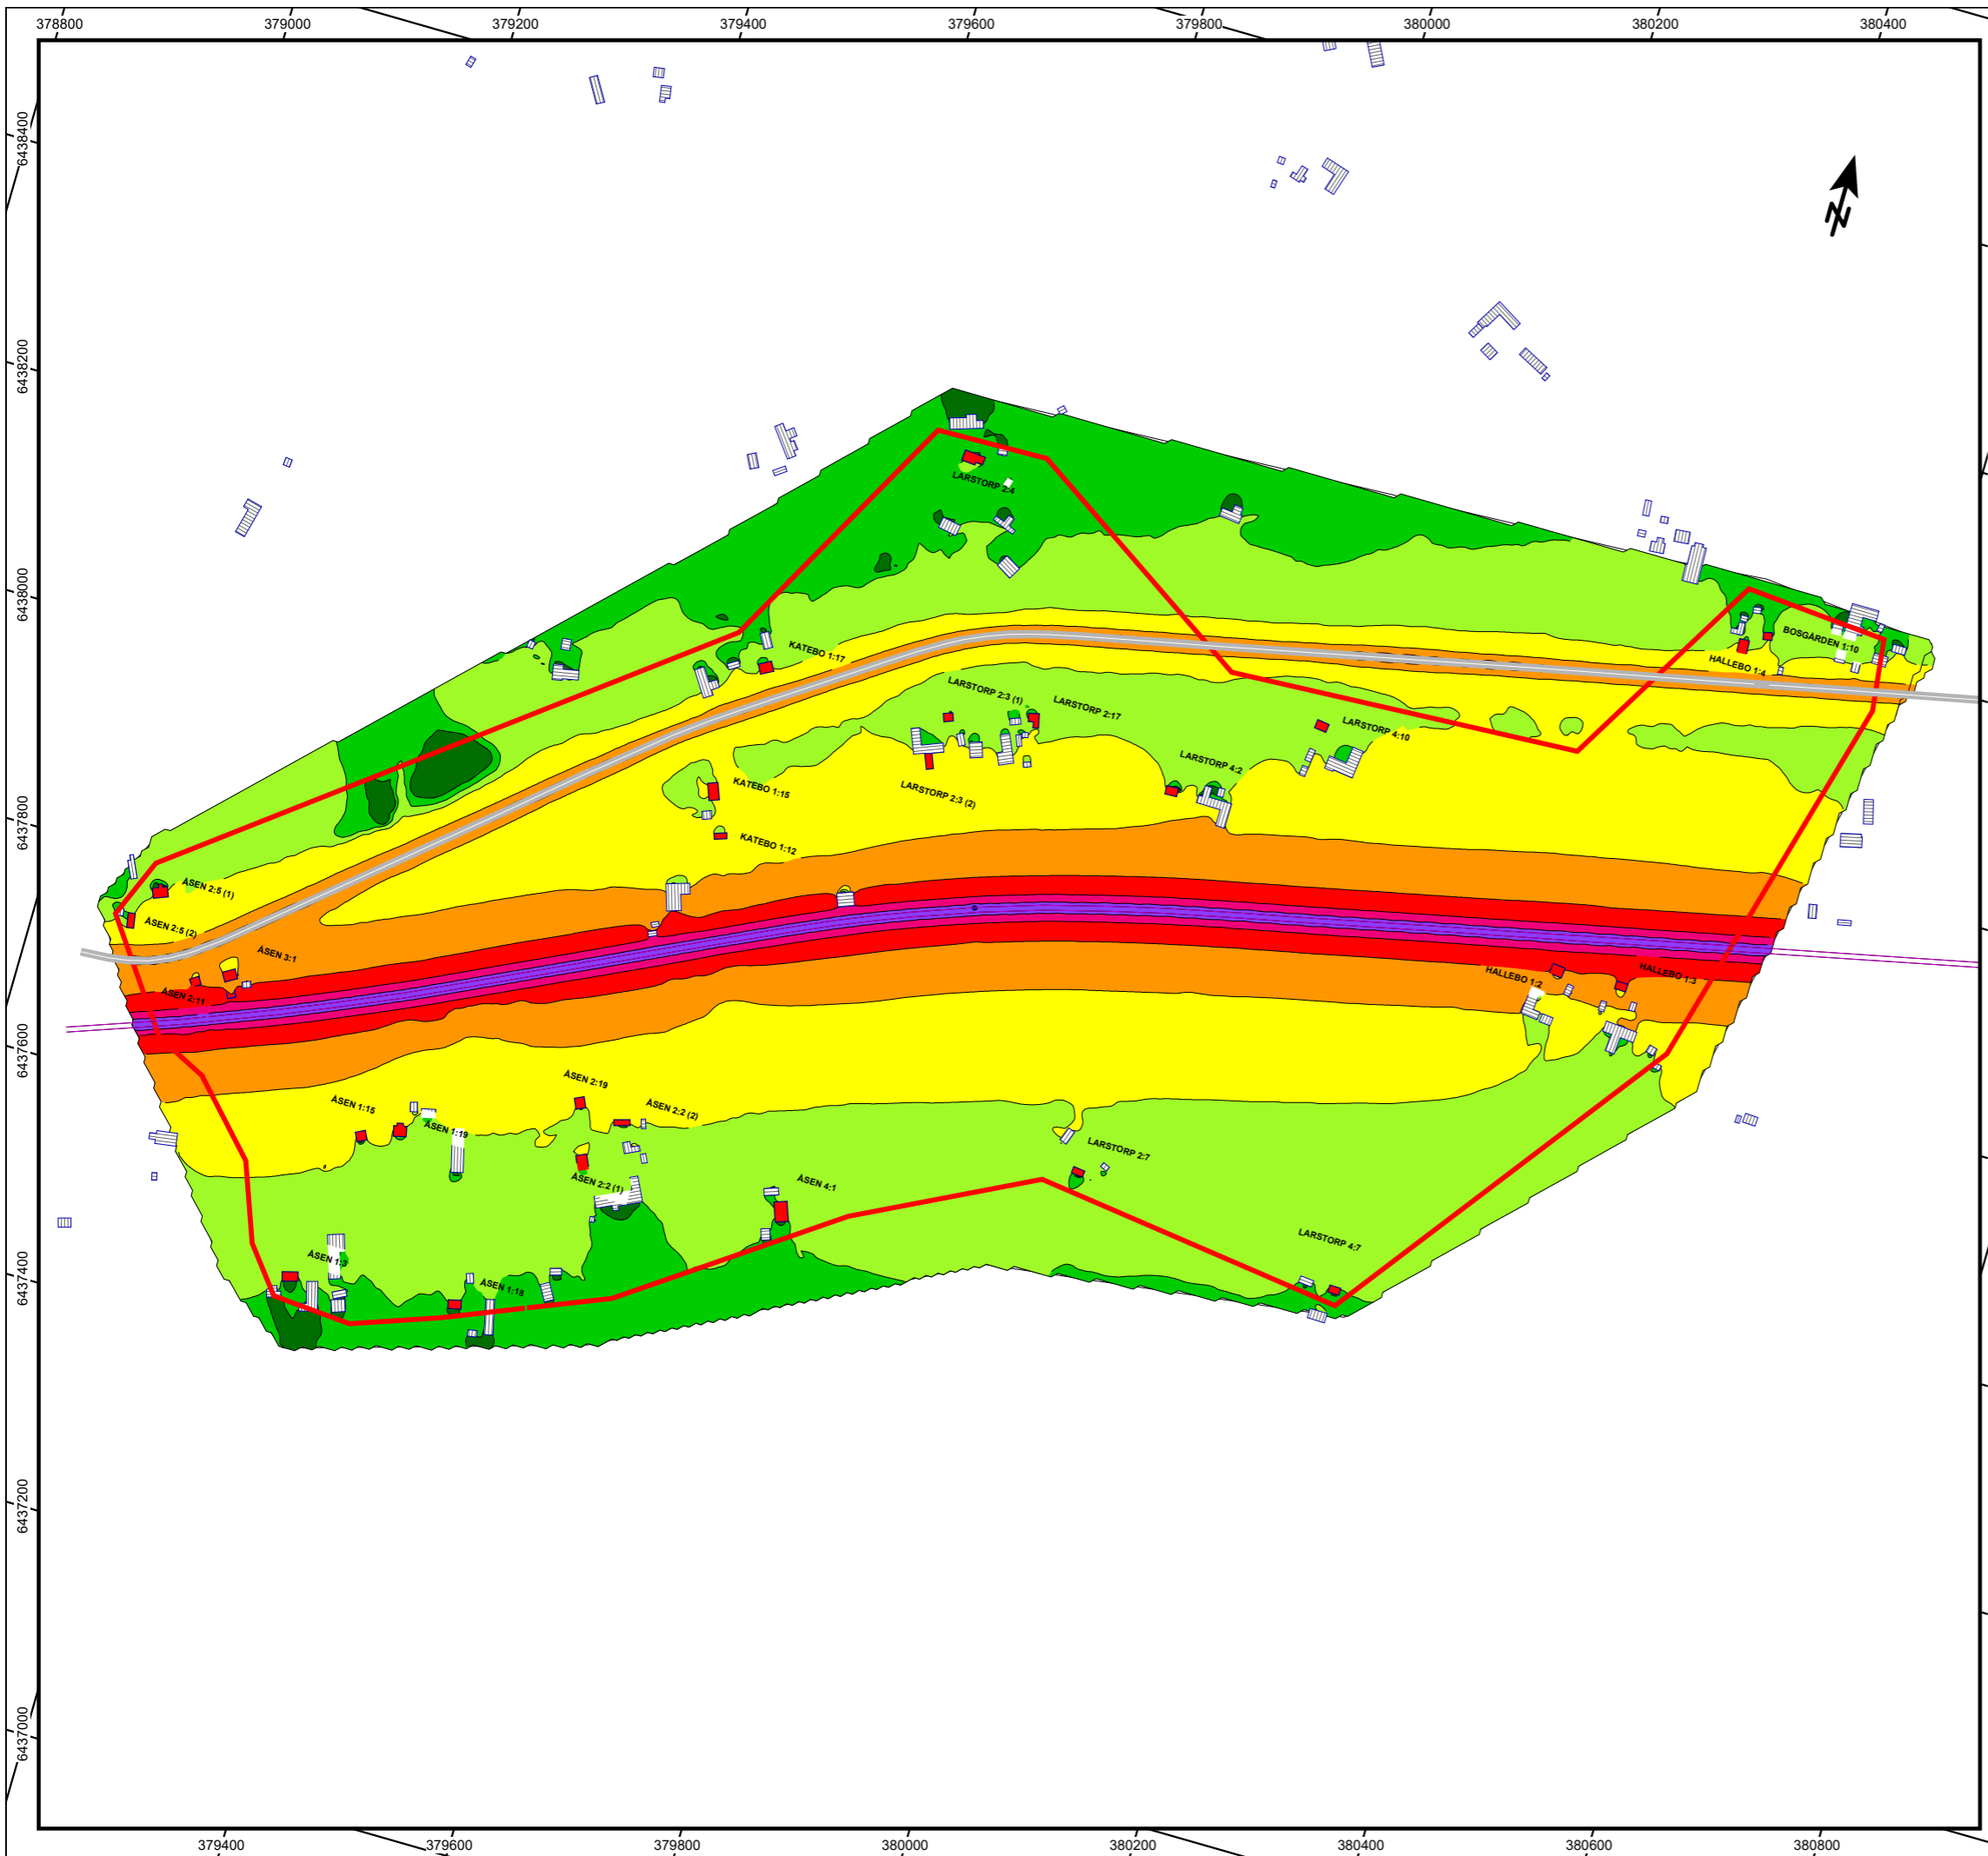 378800 379000 379200 379400 379600 379800 380000 380200 380400
6438400
N
6438200
6438000
LARSTORP 2:4
KATEBO 1:17
BOSGÅRDEN 1:10
HALLEBO 1:4
LARSTORP 2:3 (1)
LARSTORP 2:17
LARSTORP 4:10
LARSTORP 4:2
6437800
KATEBO 1:15
LARSTORP 2:3 (2)
KATEBO 1:12
ÅSEN 2:5 (1)
ÅSEN 2:5 (2)
ÅSEN 3:1
ÅSEN 2:11
HALLEBO 1:2
HALLEBO 1:3
6437600
ÅSEN 2:19
ÅSEN 1:15
ÅSEN 2:2 (2)
ÅSEN 1:19
LARSTORP 2:7
ÅSEN 2:2 (1)
ÅSEN 4:1
LARSTORP 4:7
6437400
ÅSEN 1:3
ÅSEN 1:18
6437200
6437000
379400 379600 379800 380000 380200 380400 380600 380800